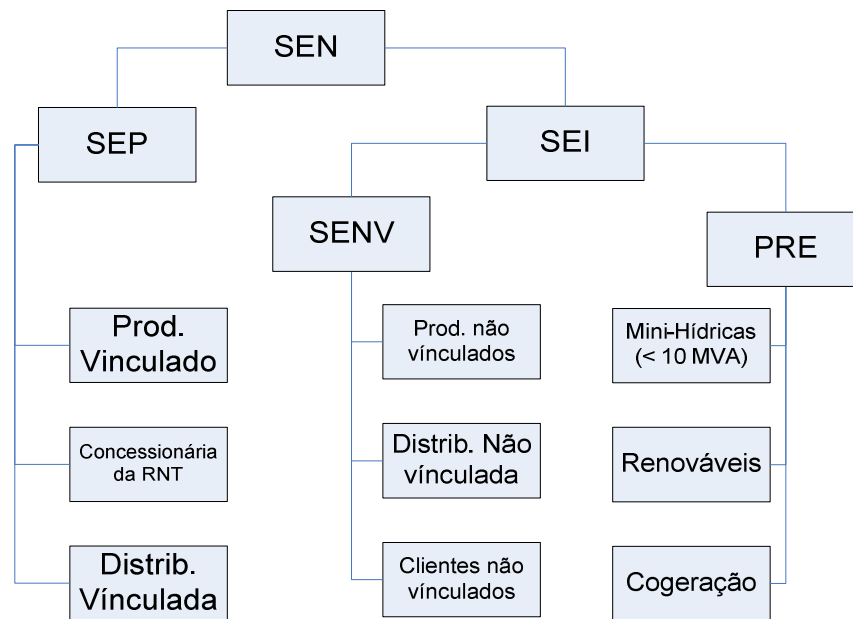 SEN
SEP
SEI
SENV
PRE
Prod.
Vinculado
Concessionária
da RNT
Distrib.
Vínculada
Prod. não
vínculados
Distrib. Não
vínculada
Clientes não
vínculados
Mini-Hídricas
(< 10 MVA)
Renováveis
Cogeração